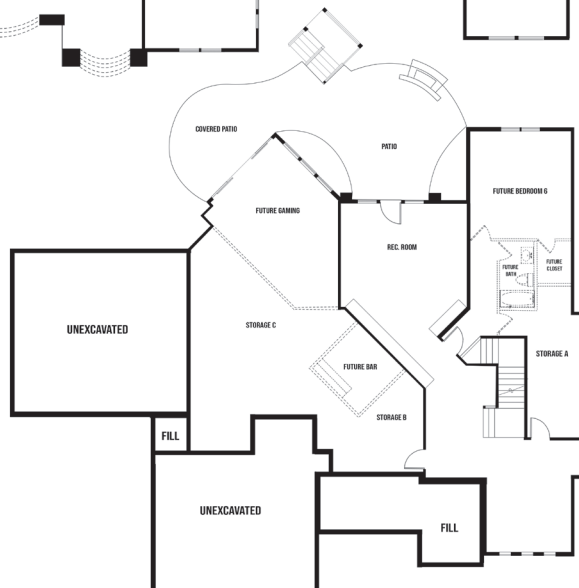 COVERED PATIO
PATIO
FUTURE BEDROOM 6
FUTURE GAMING
REC. ROOM
FUTURE
BATH
FUTURE
CLOSET
UNEXCAVATED
STORAGE C
STORAGE A
FUTURE BAR
STORAGE B
FILL
UNEXCAVATED
FILL